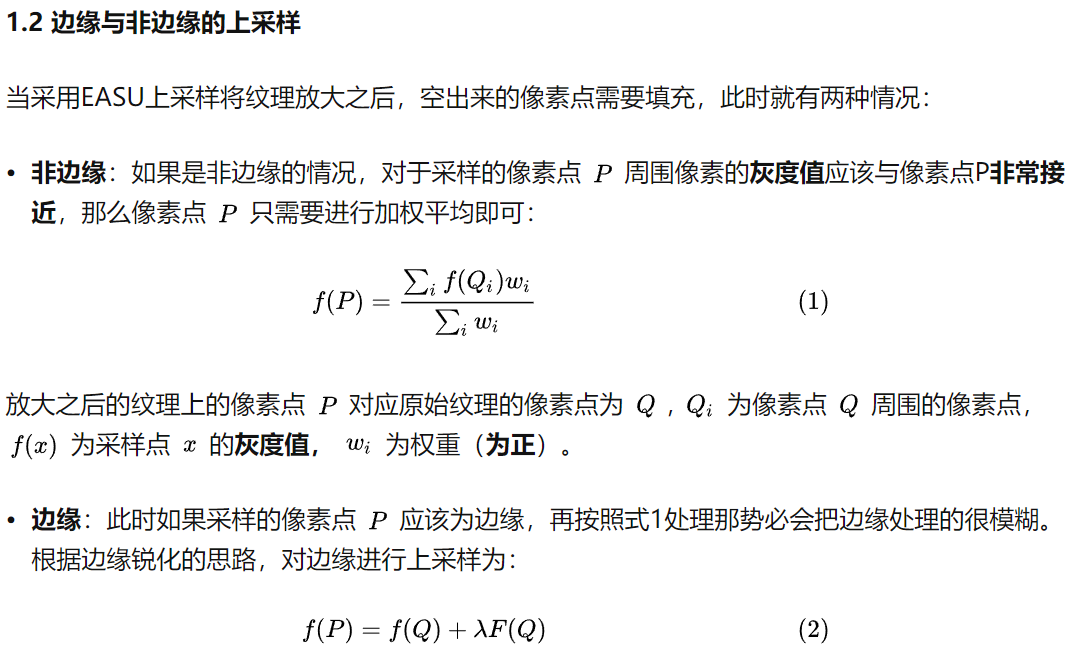 1.2 边缘与非边缘的上采样
当采用EASU上采样将纹理放大之后，空出来的像素点需要填充，此时就有两种情况：
• 非边缘：如果是非边缘的情况，对于采样的像素点 P 周围像素的灰度值应该与像素点P非常接
近，那么像素点 P 只需要进行加权平均即可：
f(P) = \frac{\sum_i f(Q_i)w_i}{\sum_i w_i} (1)
放大之后的纹理上的像素点 P 对应原始纹理的像素点为 Q , Q_i 为像素点 Q 周围的像素点，
f(x) 为采样点 x 的灰度值， w_i 为权重（为正）。
• 边缘：此时如果采样的像素点 P 应该为边缘，再按照式1处理那势必会把边缘处理的很模糊。
根据边缘锐化的思路，对边缘进行上采样为：
f(P) = f(Q) + λF(Q) (2)